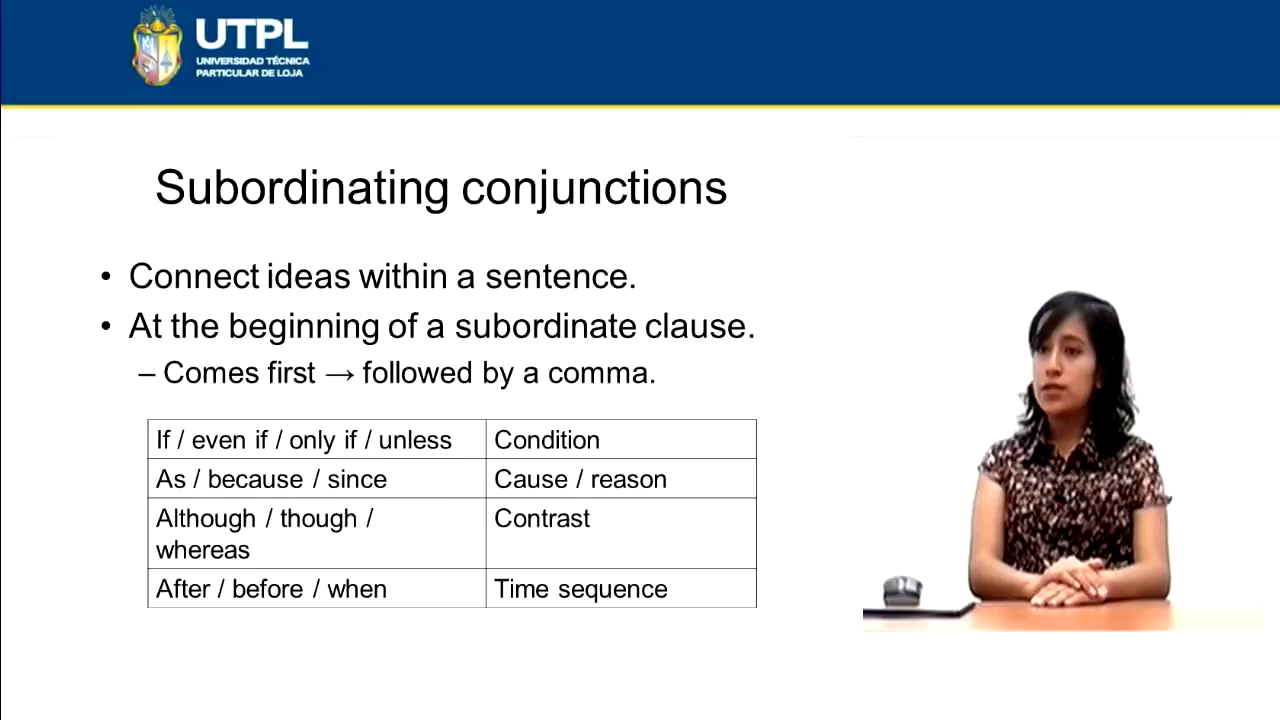 UTPL
UNIVERSIDAD TÉCNICA
PARTICULAR DE LOJA
Subordinating conjunctions
• Connect ideas within a sentence.
• At the beginning of a subordinate clause.
– Comes first → followed by a comma.
If / even if / only if / unless Condition
As / because / since Cause / reason
Although / though / Contrast
whereas
After / before / when Time sequence